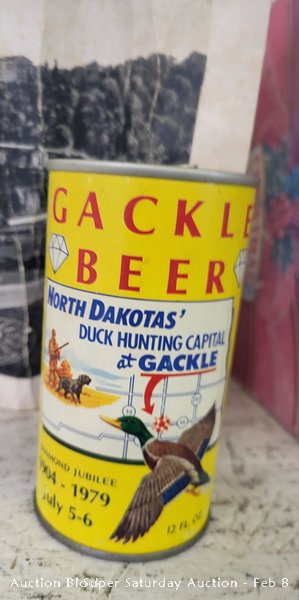 GACKLE
BEER
NORTH DAKOTAS'
DUCK HUNTING CAPITAL
at GACKLE
DIAMOND JUBILEE
1904 - 1979
July 5-6
12 FL. OZ.
Auction Blooper Saturday Auction - Feb 8